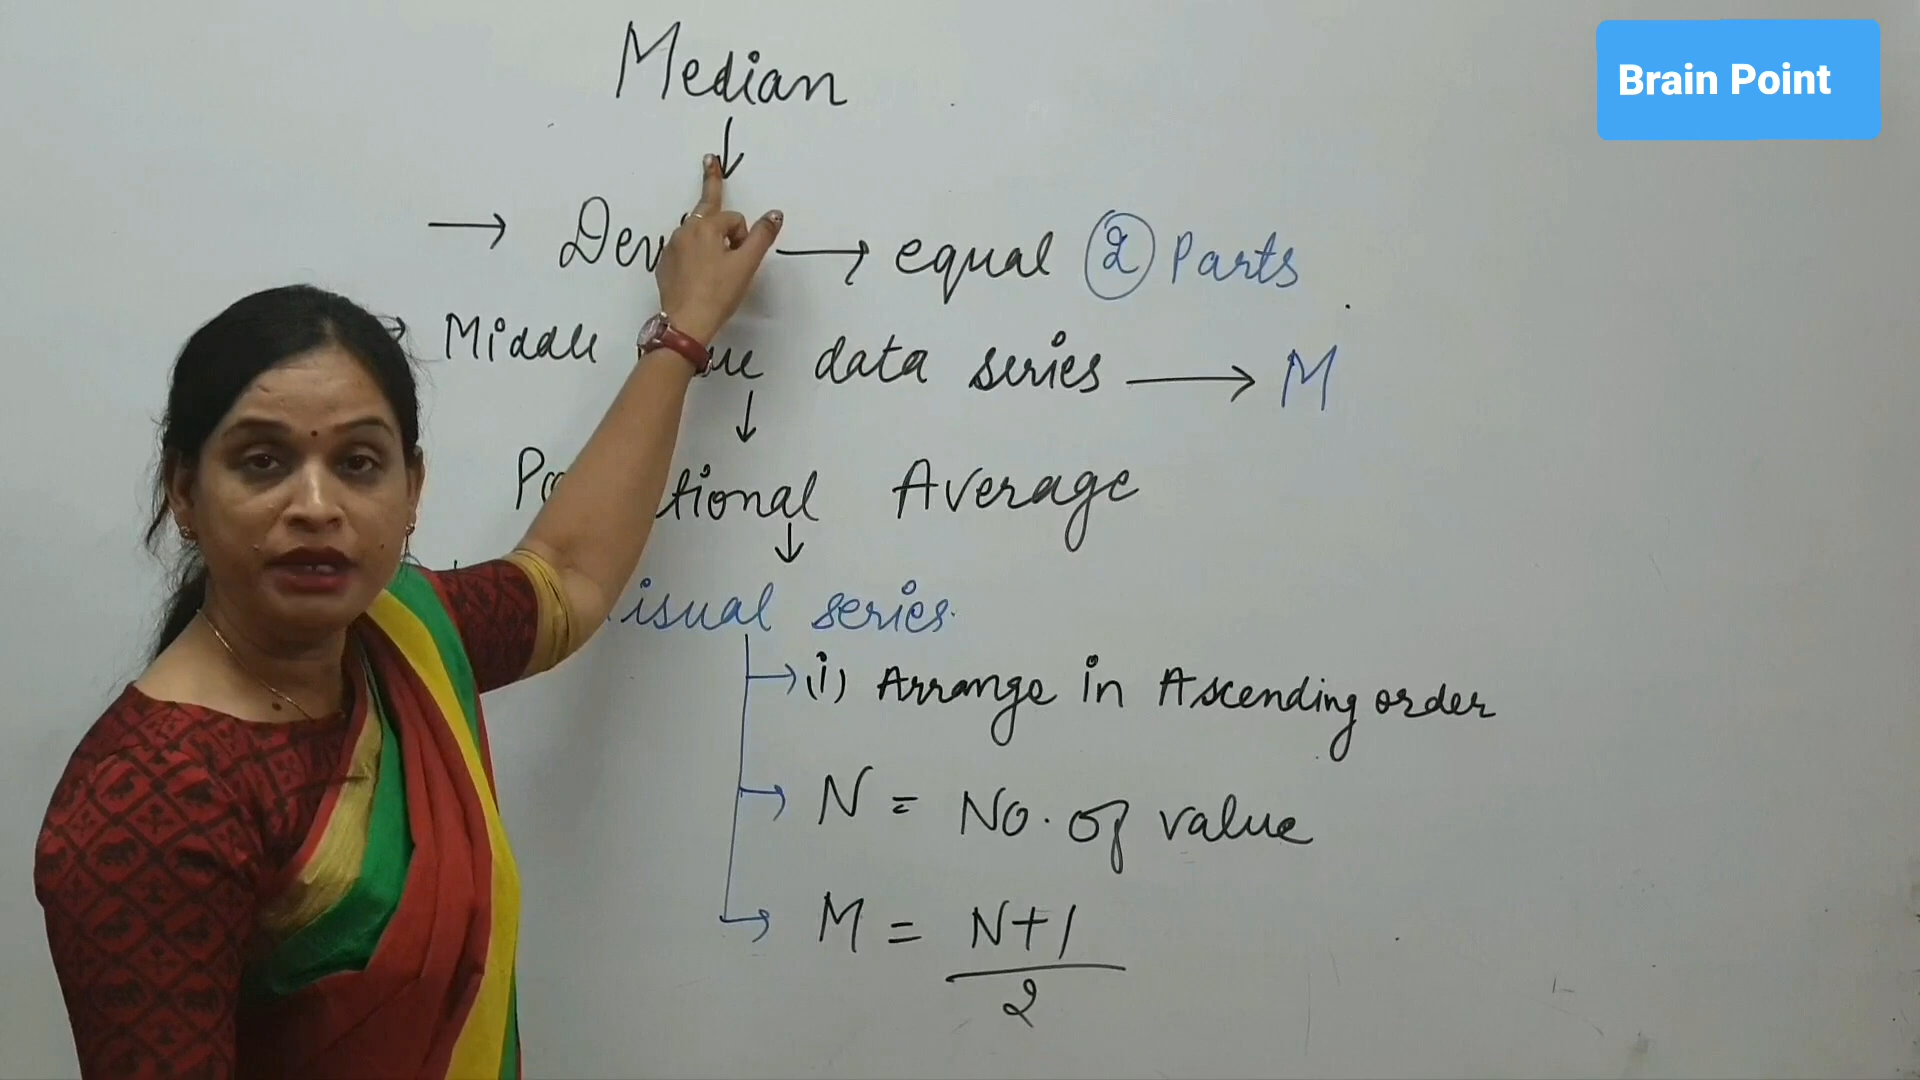 Median
Brain Point
→ → equal 2 Parts
Middle data series → M
Average
series.
(i) Arrange in Ascending order
N = No. of value
M = N+1
2